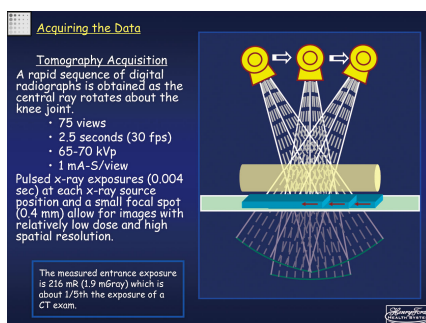 Acquiring the Data
Tomography Acquisition
A rapid sequence of digital
radiographs is obtained as the
central ray rotates about the
knee joint.
• 75 views
• 2.5 seconds (30 fps)
• 65-70 kVp
• 1 mA-S/view
Pulsed x-ray exposures (0.004
sec) at each x-ray source
position and a small focal spot
(0.4 mm) allow for images with
relatively low dose and high
spatial resolution.
The measured entrance exposure
is 216 mR (1.9 mGray) which is
about 1/5th the exposure of a
CT exam.
Henry Ford
Health System